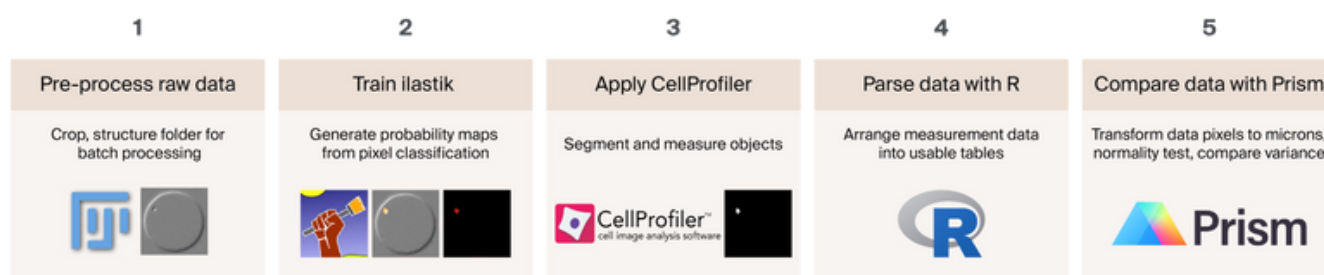 1
Pre-process raw data
Crop, structure folder for
batch processing
2
Train ilastik
Generate probability maps
from pixel classification
3
Apply CellProfiler
Segment and measure objects
CellProfiler™
cell image analysis software
4
Parse data with R
Arrange measurement data
into usable tables
R
5
Compare data with Prism
Transform data pixels to microns,
normality test, compare variance
Prism